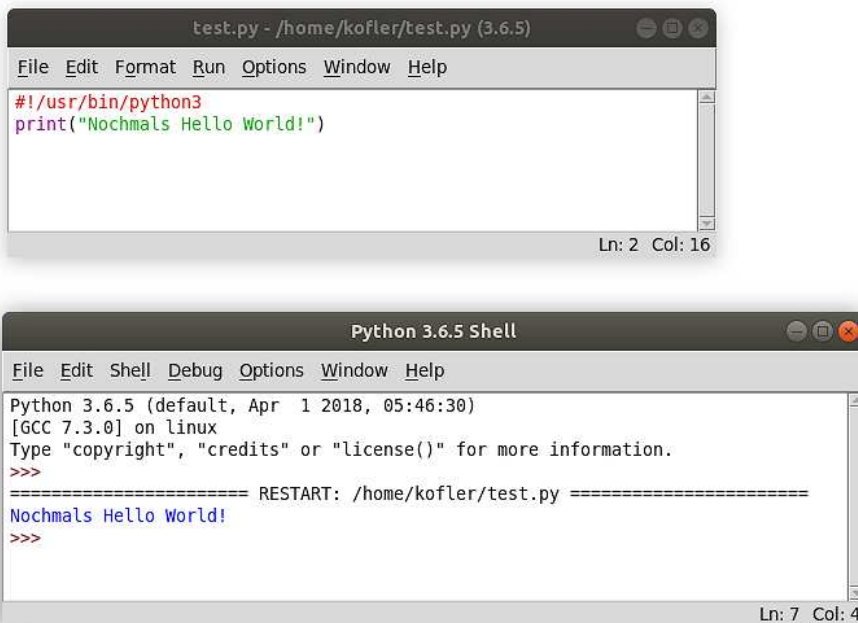 test.py - /home/kofler/test.py (3.6.5)
File Edit Format Run Options Window Help
#!/usr/bin/python3
print("Nochmals Hello World!")
Ln: 2 Col: 16
Python 3.6.5 Shell
File Edit Shell Debug Options Window Help
Python 3.6.5 (default, Apr  1 2018, 05:46:30)
[GCC 7.3.0] on linux
Type "copyright", "credits" or "license()" for more information.
>>>
======================= RESTART: /home/kofler/test.py =======================
Nochmals Hello World!
>>>
Ln: 7 Col: 4